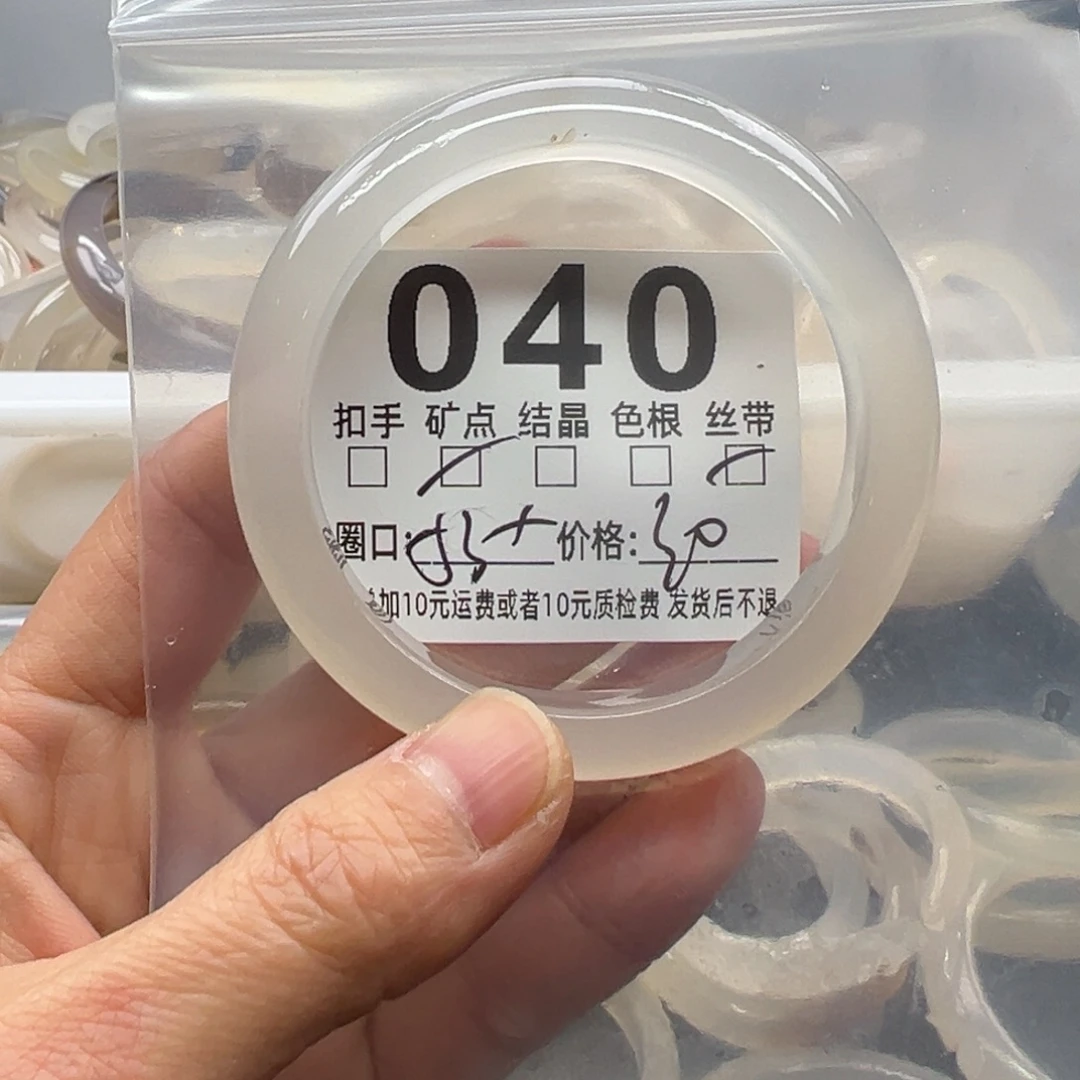 040
扣手 矿点 结晶 色根 丝带
圈口: 价格:
加10元运费或者10元质检费 发货后不退